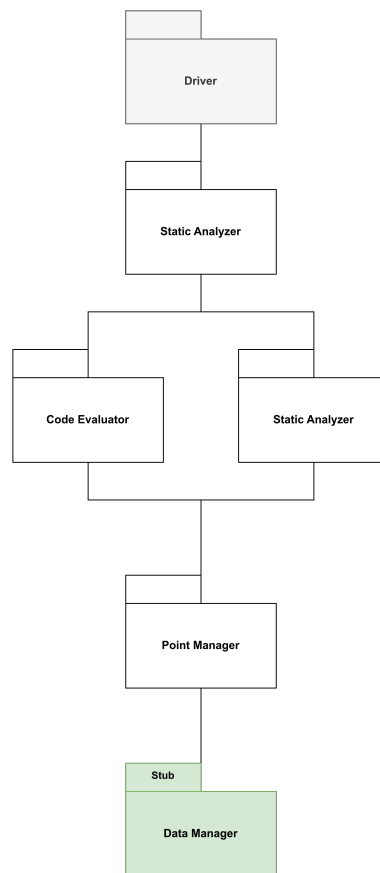 Driver
Static Analyzer
Code Evaluator
Static Analyzer
Point Manager
Stub
Data Manager